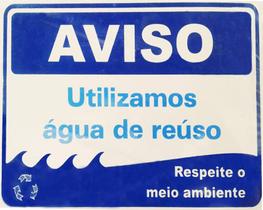 AVISO
Utilizamos
água de reúso
Respeite o
meio ambiente